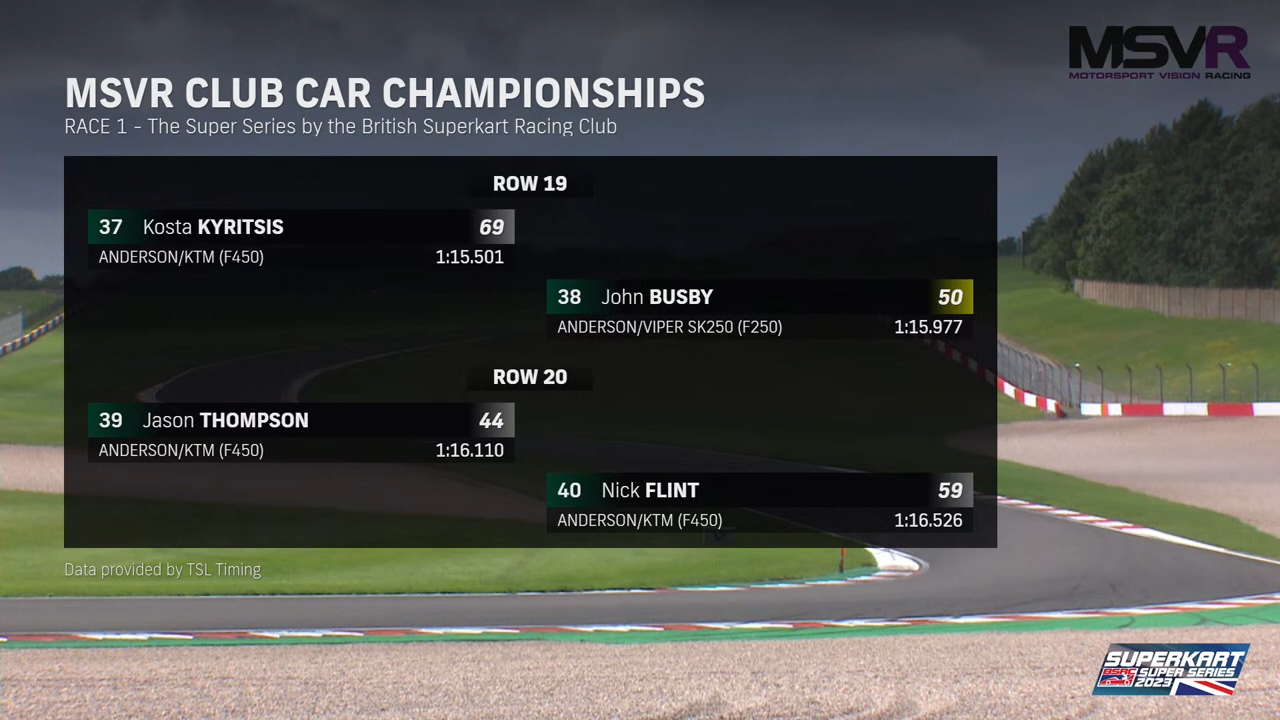 MSVR
MOTORSPORT VISION RACING
MSVR CLUB CAR CHAMPIONSHIPS
RACE 1 - The Super Series by the British Superkart Racing Club
ROW 19
37 Kosta KYRITSIS 69
ANDERSON/KTM (F450) 1:15.501
38 John BUSBY 50
ANDERSON/VIPER SK250 (F250) 1:15.977
ROW 20
39 Jason THOMPSON 44
ANDERSON/KTM (F450) 1:16.110
40 Nick FLINT 59
ANDERSON/KTM (F450) 1:16.526
Data provided by TSL Timing
SUPERKART
BSRC SUPER SERIES
2023